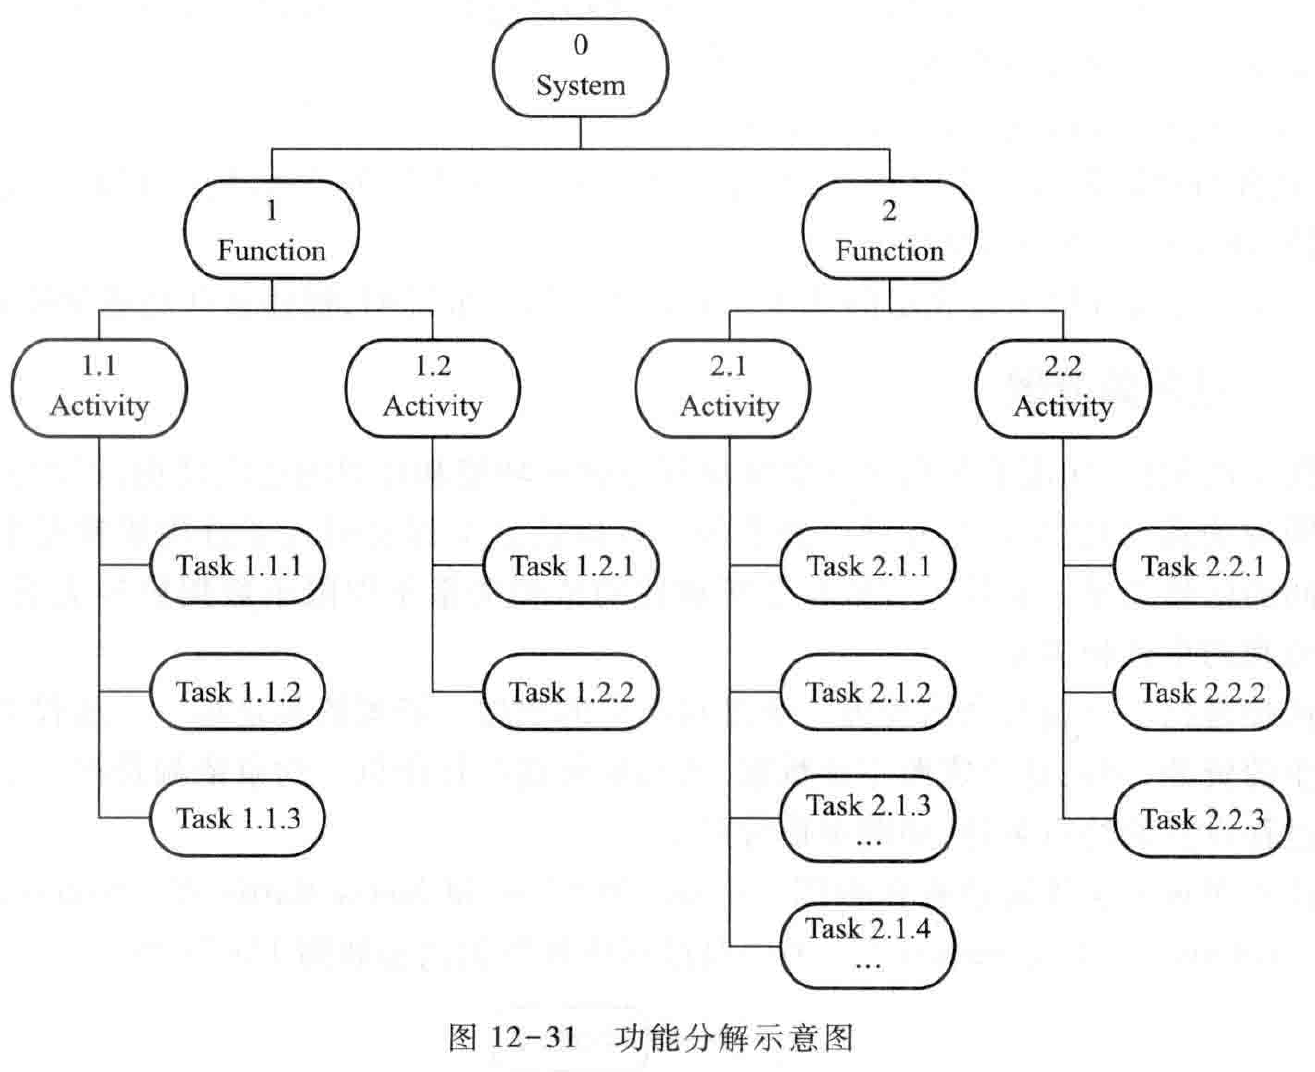 0
System
1
Function
2
Function
1.1
Activity
1.2
Activity
2.1
Activity
2.2
Activity
Task 1.1.1
Task 1.2.1
Task 2.1.1
Task 2.2.1
Task 1.1.2
Task 1.2.2
Task 2.1.2
Task 2.2.2
Task 1.1.3
Task 2.1.3
...
Task 2.2.3
Task 2.1.4
...
图 12-31 功能分解示意图